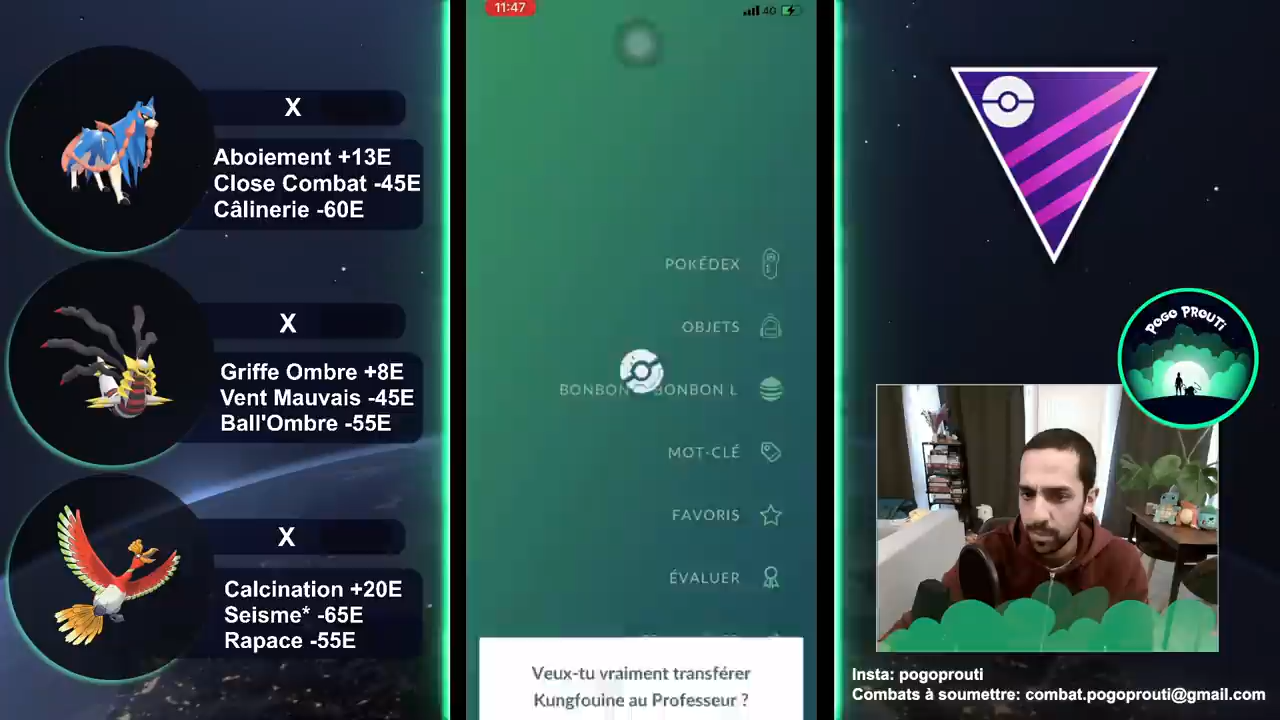 X
Aboiement +13E
Close Combat -45E
Câlinerie -60E
X
Griffe Ombre +8E
Vent Mauvais -45E
Ball'Ombre -55E
X
Calcination +20E
Seisme* -65E
Rapace -55E
11:47
4G
POKÉDEX
OBJETS
BONBON BONBON L
MOT-CLÉ
FAVORIS
ÉVALUER
Veux-tu vraiment transférer
Kungfouine au Professeur ?
POGO PROUTI
Insta: pogoprouti
Combats à soumettre: combat.pogoprouti@gmail.com